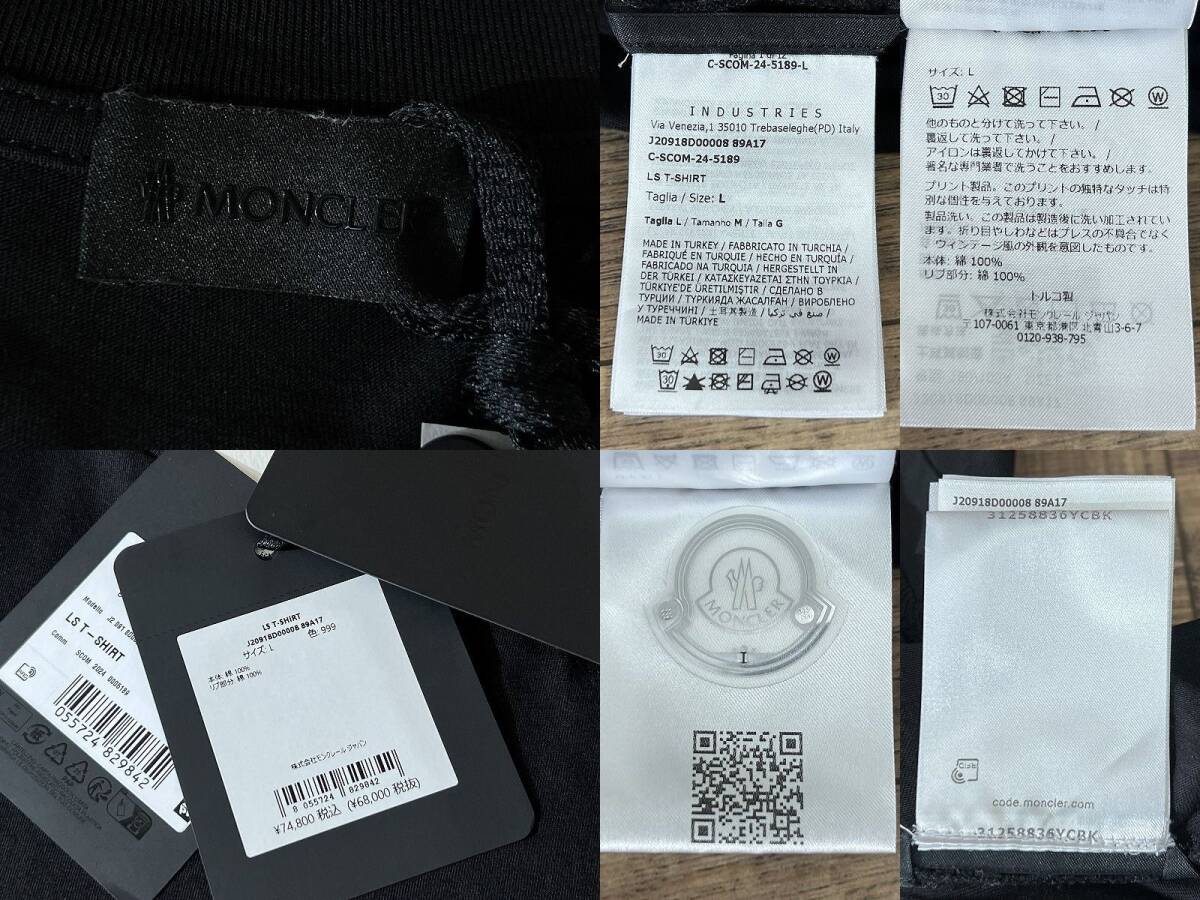 MONCLER
Pagina 1 of 12
C-SCOM-24-5189-L
INDUSTRIES
Via Venezia,1 35010 Trebaseleghe(PD) Italy
J20918D00008 89A17
C-SCOM-24-5189
LS T-SHIRT
Taglia / Size: L
Taglia L / Tamanho M / Talla G
MADE IN TURKEY / FABBRICATO IN TURCHIA /
FABRIQUÉ EN TURQUIE / HECHO EN TURQUÍA /
FABRICADO NA TURQUIA / HERGESTELLT IN
DER TÜRKEI / ΚΑΤΑΣΚΕΥΑΖΕΤΑΙ ΣΤΗΝ ΤΟΥΡΚΙΑ /
TÜRKİYE'DE ÜRETILMIŞTIR / СДЕЛАНО В
ТУРЦИИ / ТҮРКИЯДА ЖАСАЛҒАН / ВИРОБЛЕНО
У ТУРЕЧЧИНІ / 土耳其製造 / صنع في تركيا /
MADE IN TÜRKIYE
サイズ: L
他のものと分けて洗って下さい。 /
裏返して洗って下さい。 /
アイロンは裏返してかけて下さい。 /
著名な専門業者で洗うことをおすすめします。
プリント製品。このプリントの独特なタッチは特
別な個性を与えております。
製品洗い、この製品は製造後に洗い加工されてい
ます。折り目やしわなどはプレスの不具合でなく
、ウィンテージ風の外観を意図したものです。
本体: 綿 100%
リブ部分: 綿 100%
トルコ製
株式会社モンクレール ジャパン
〒107-0061 東京都港区北青山3-6-7
0120-938-795
MONCLER
Modello
LS T-SHIRT
Comm
SCOM 2024 0005189
055724 829842
LS T-SHIRT
J20918D00008 89A17
サイズ: L
色: 999
本体: 綿 100%
リブ部分: 綿 100%
株式会社モンクレール ジャパン
8 055724 829842
¥74,800 税込 (¥68,000 税抜)
MONCLER
I
J20918D00008 89A17
31258836YCBK
RFID
code.moncler.com
31258836YCBK